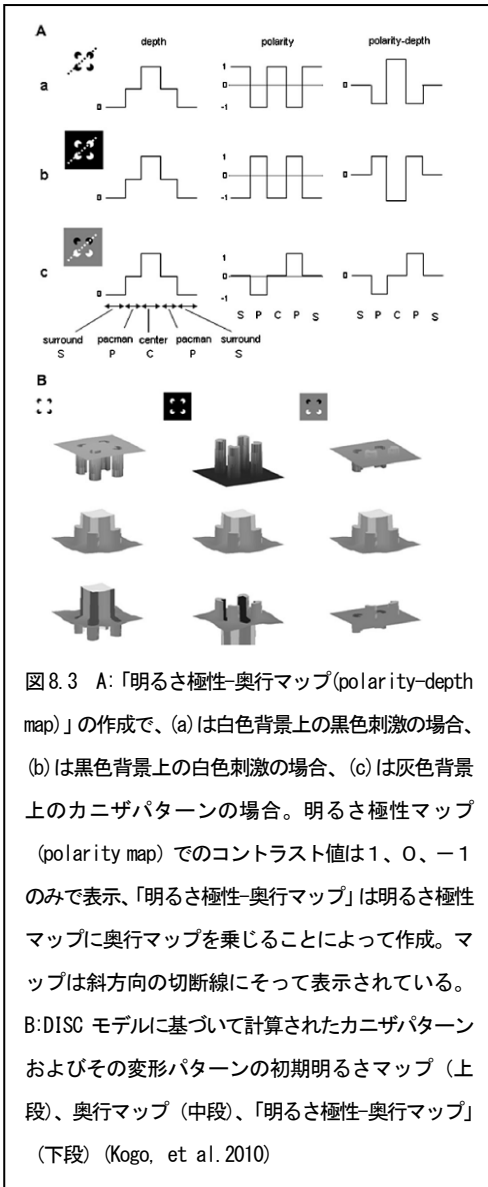 A
depth polarity polarity-depth
a
0
1
0
-1
0
b
0
1
0
-1
0
c
0
1
0
-1
0
S P C P S S P C P S
surround pacman center pacman surround
S P C P S
B
図8.3　A:「明るさ極性-奥行マップ(polarity-depth
map)」の作成で、(a)は白色背景上の黒色刺激の場合、
(b)は黒色背景上の白色刺激の場合、(c)は灰色背景
上のカニザパターンの場合。明るさ極性マップ
(polarity map) でのコントラスト値は１、０、－１
のみで表示、「明るさ極性-奥行マップ」は明るさ極性
マップに奥行マップを乗じることによって作成。マ
ップは斜方向の切断線にそって表示されている。
B:DISC モデルに基づいて計算されたカニザパターン
およびその変形パターンの初期明るさマップ（上
段）、奥行マップ（中段）、「明るさ極性-奥行マップ」
（下段）(Kogo, et al.2010)